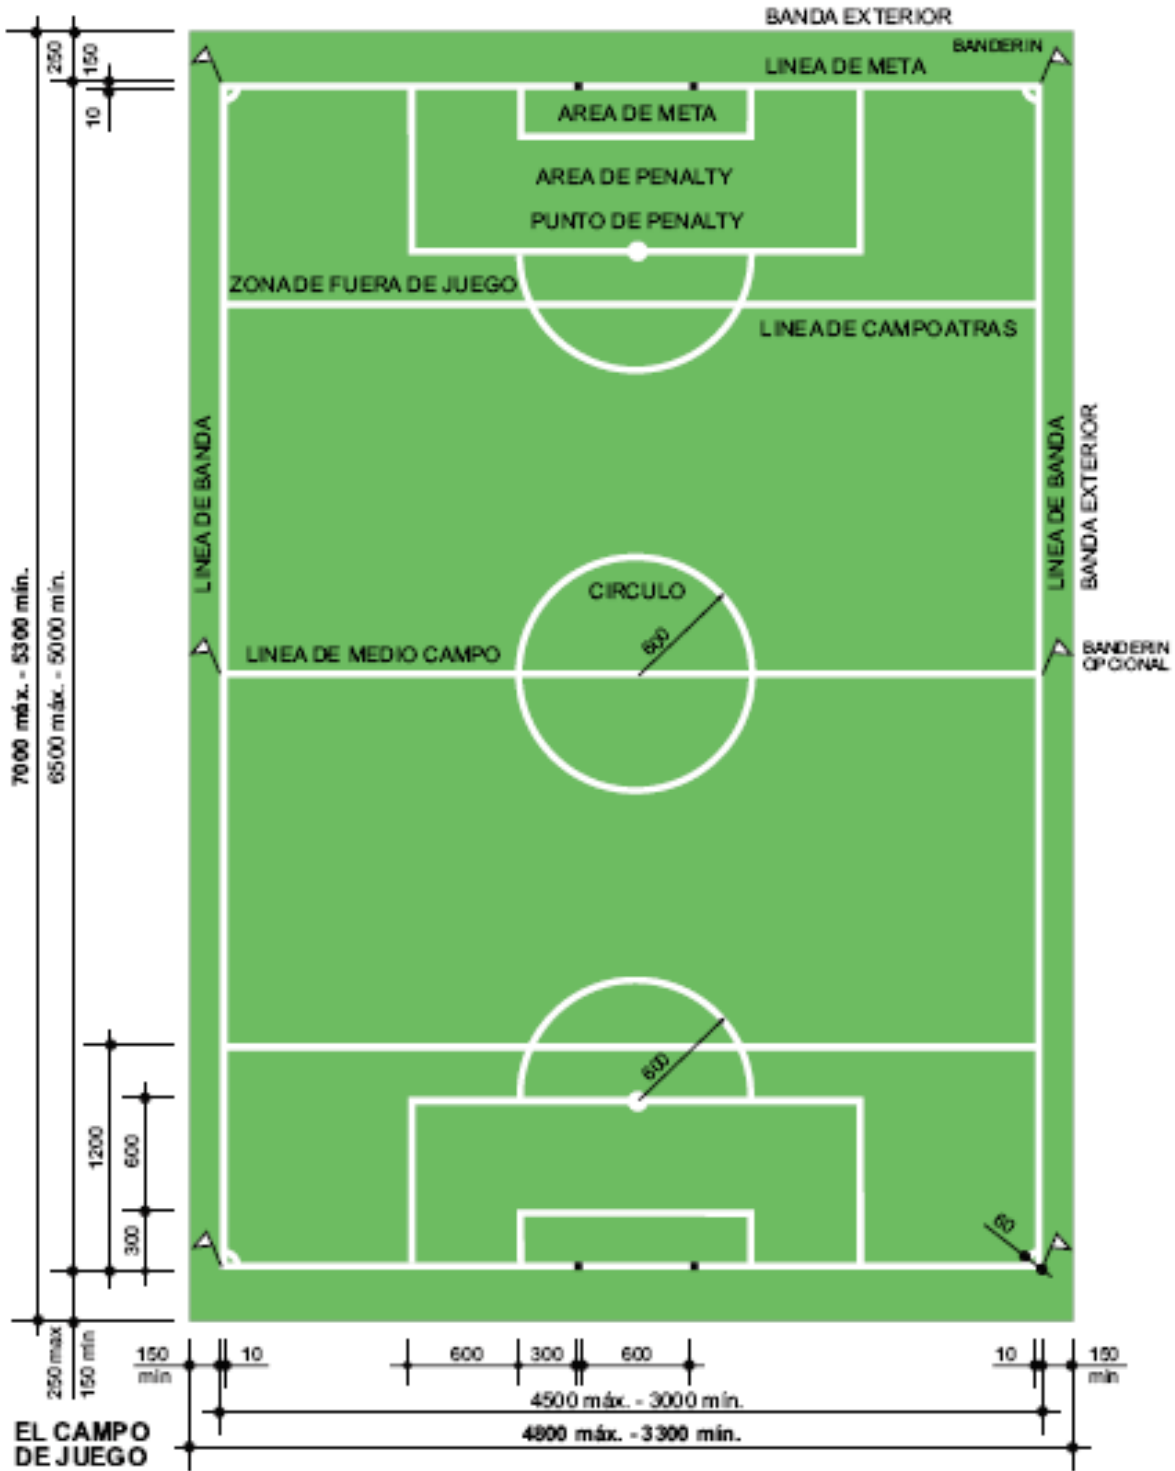 BANDA EXTERIOR
BANDERIN
LINEA DE META
250
150
10
AREA DE META
AREA DE PENALTY
PUNTO DE PENALTY
ZONA DE FUERA DE JUEGO
LINEA DE CAMPO ATRAS
LINEA DE BANDA
LINEA DE BANDA
BANDA EXTERIOR
7000 máx. - 5300 mín.
6500 máx. - 5000 mín.
CIRCULO
600
LINEA DE MEDIO CAMPO
BANDERIN
OPCIONAL
600
1200
600
300
60
250 max
150 min
150
min
10
600
300
600
10
150
min
4500 máx. - 3000 mín.
4800 máx. - 3300 mín.
EL CAMPO
DE JUEGO